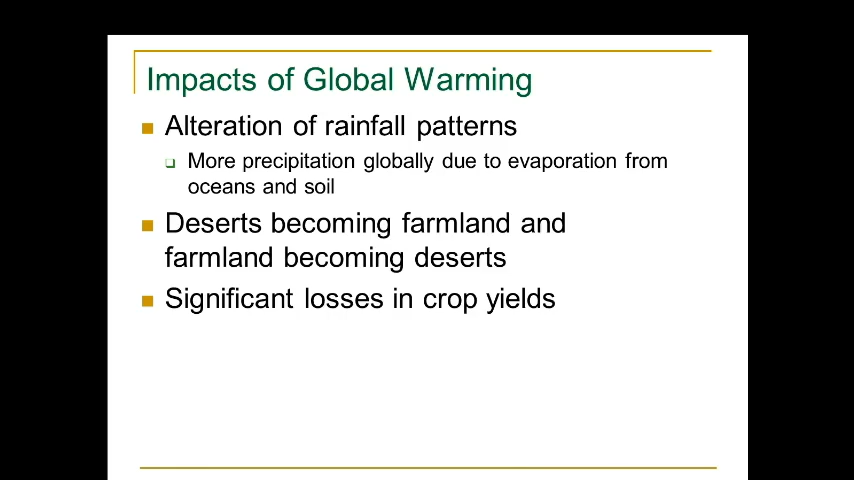 Impacts of Global Warming
Alteration of rainfall patterns
More precipitation globally due to evaporation from
oceans and soil
Deserts becoming farmland and
farmland becoming deserts
Significant losses in crop yields